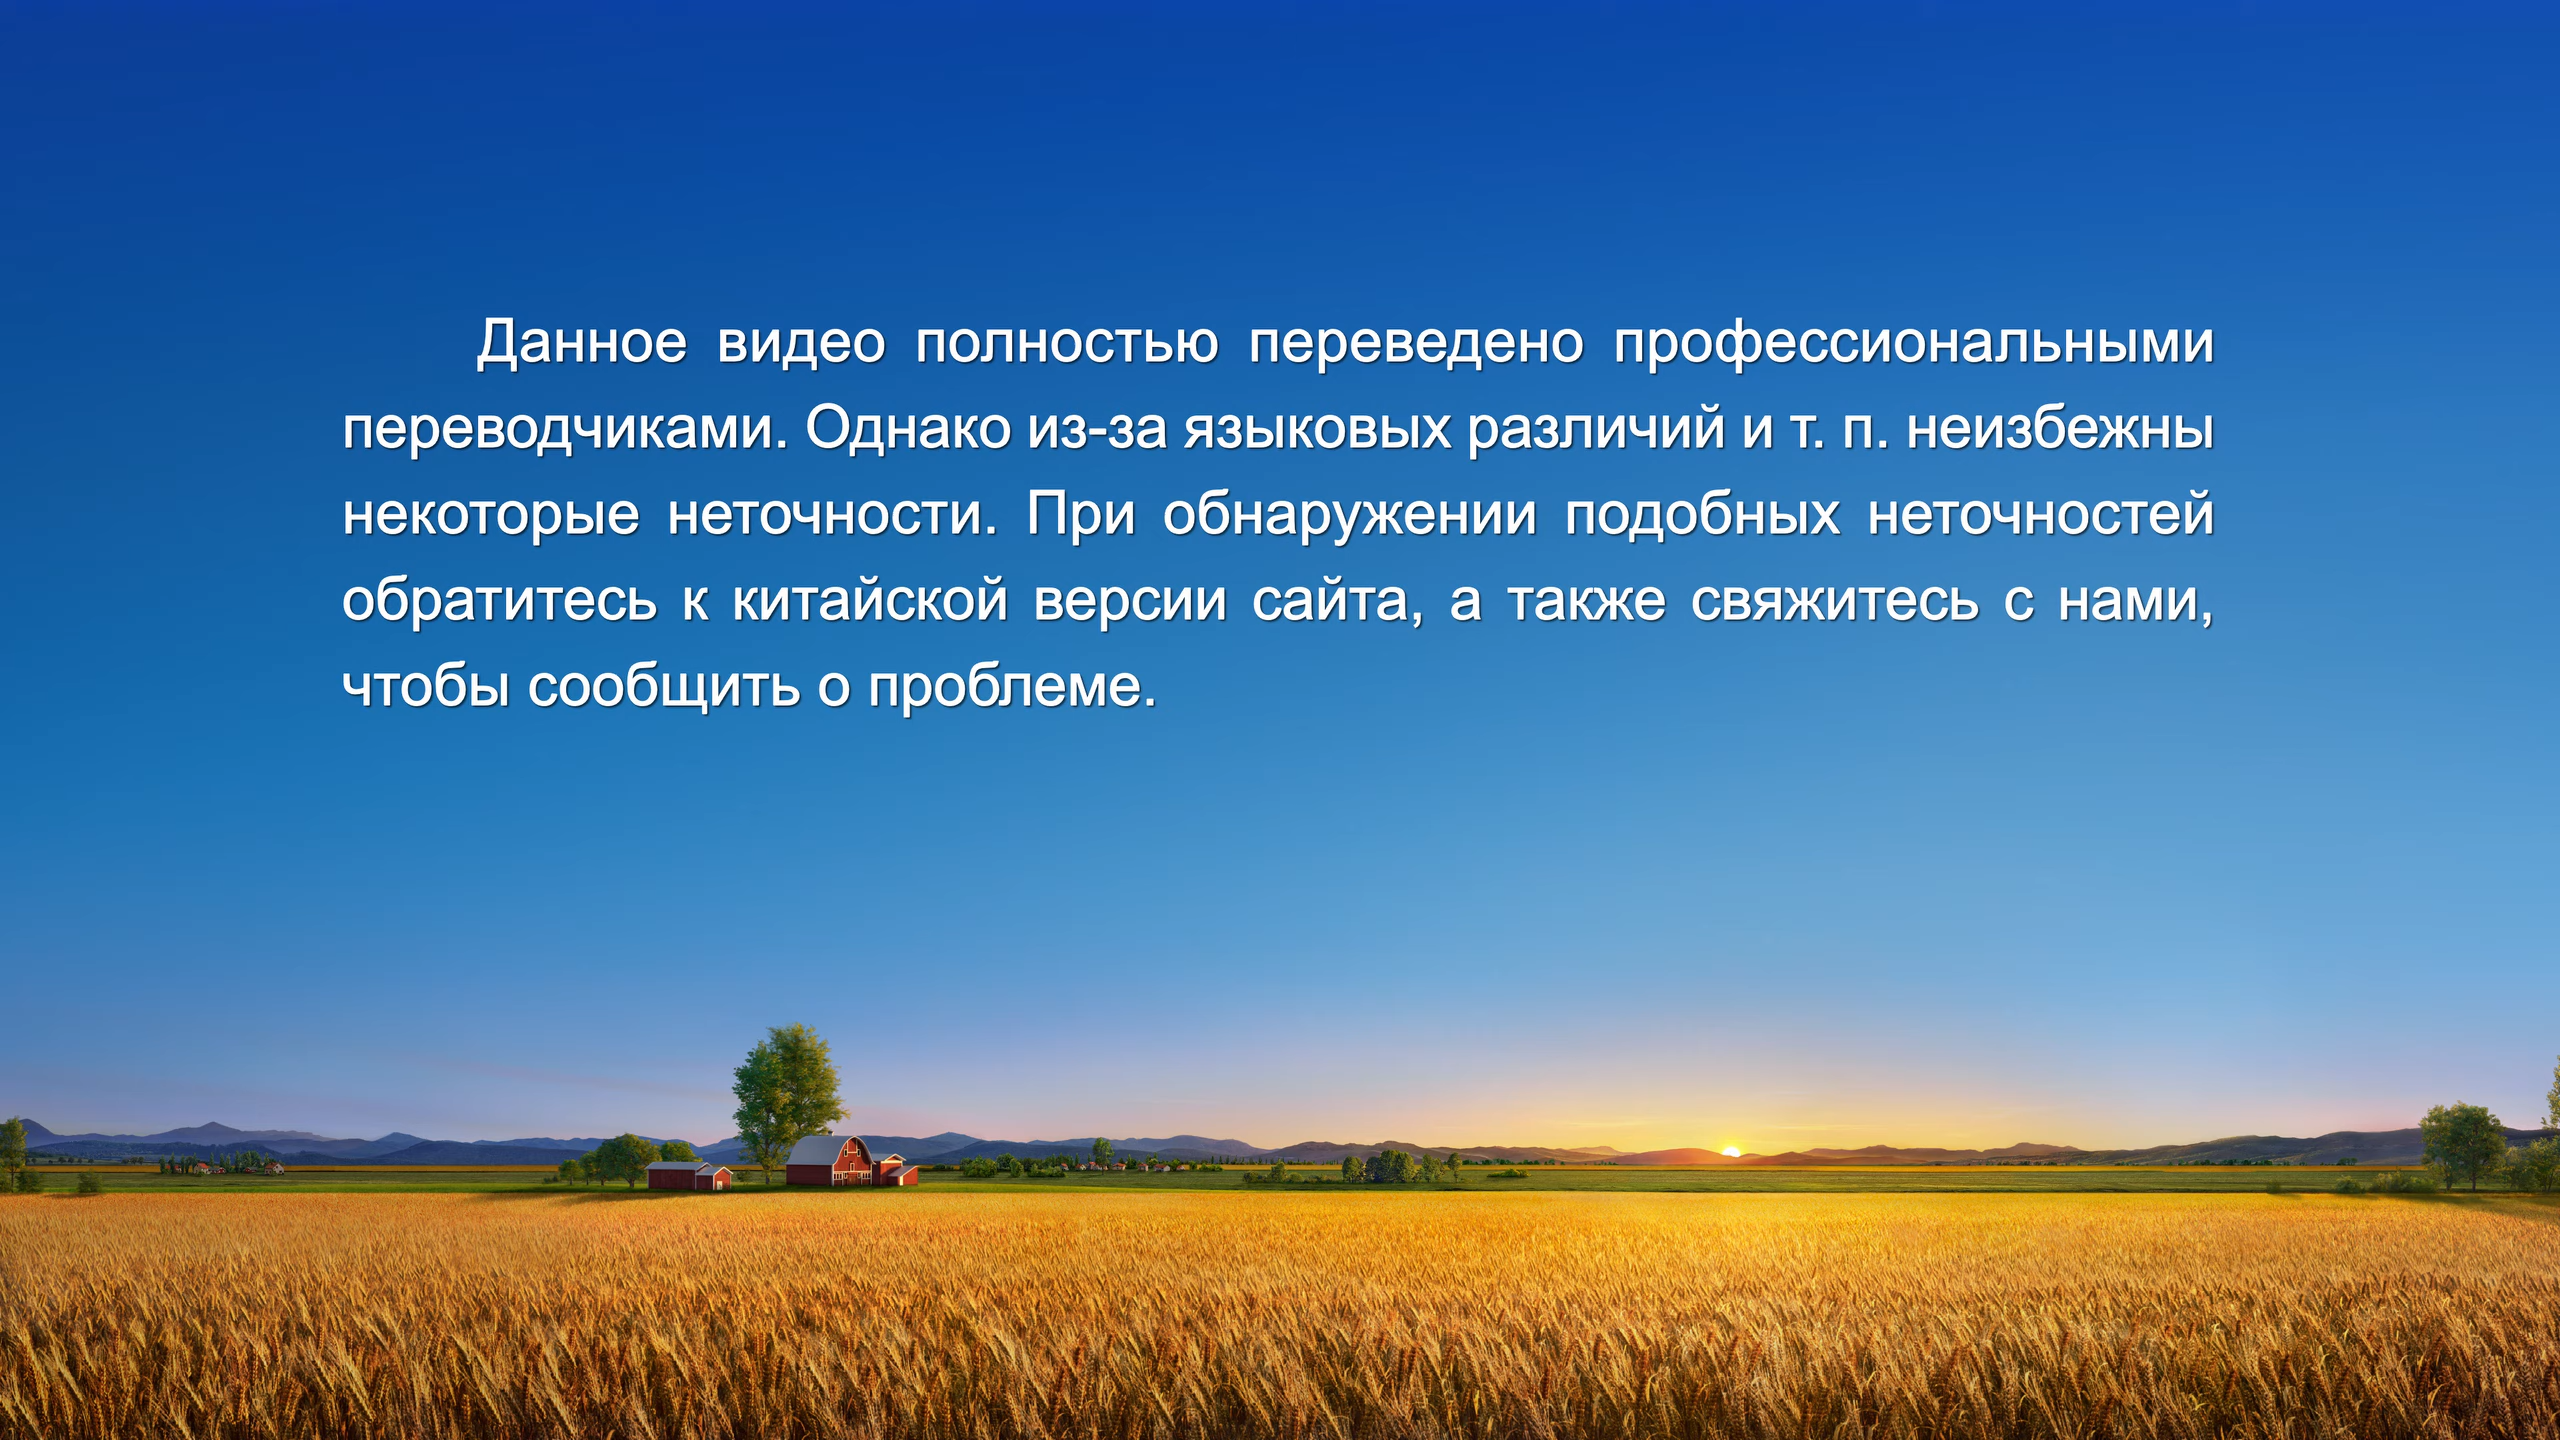 Данное видео полностью переведено профессиональными
переводчиками. Однако из-за языковых различий и т. п. неизбежны
некоторые неточности. При обнаружении подобных неточностей
обратитесь к китайской версии сайта, а также свяжитесь с нами,
чтобы сообщить о проблеме.